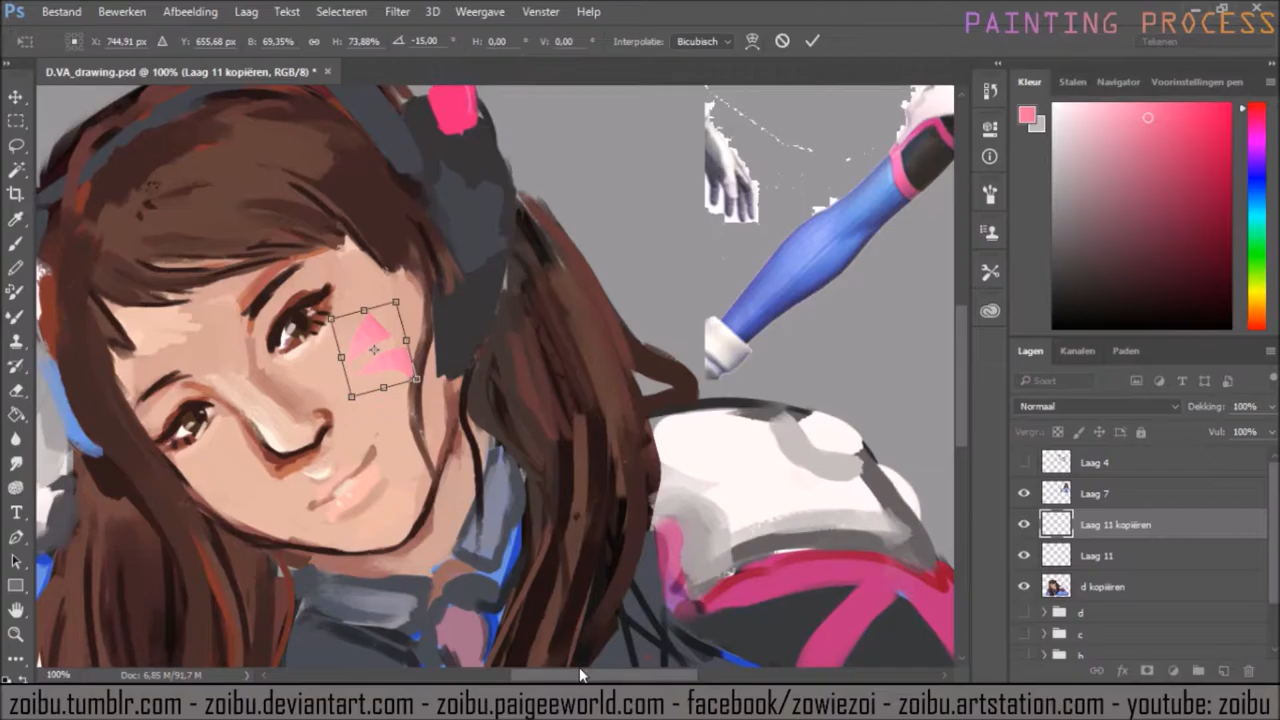 Ps Bestand Bewerken Afbeelding Laag Tekst Selecteren Filter 3D Weergave Venster Help
PAINTING PROCESS
X: 744,91 px Y: 655,68 px B: 69,35% H: 73,88% -15,00 ° H: 0,00 ° V: 0,00 ° Interpolatie: Bicubisch
Tekenen
D.VA_drawing.psd @ 100% (Laag 11 kopiëren, RGB/8) * ×
Kleur Stalen Navigator Voorinstellingen pen
Lagen Kanalen Paden
Soort
Normaal Dekking: 100%
Vergr.: Vul: 100%
Laag 4
Laag 7
Laag 11 kopiëren
Laag 11
d kopiëren
d
c
b
100% Doc: 6,85 M/91,7 M
zoibu.tumblr.com - zoibu.deviantart.com - zoibu.paigeeworld.com - facebook/zowiezoi - zoibu.artstation.com - youtube: zoibu